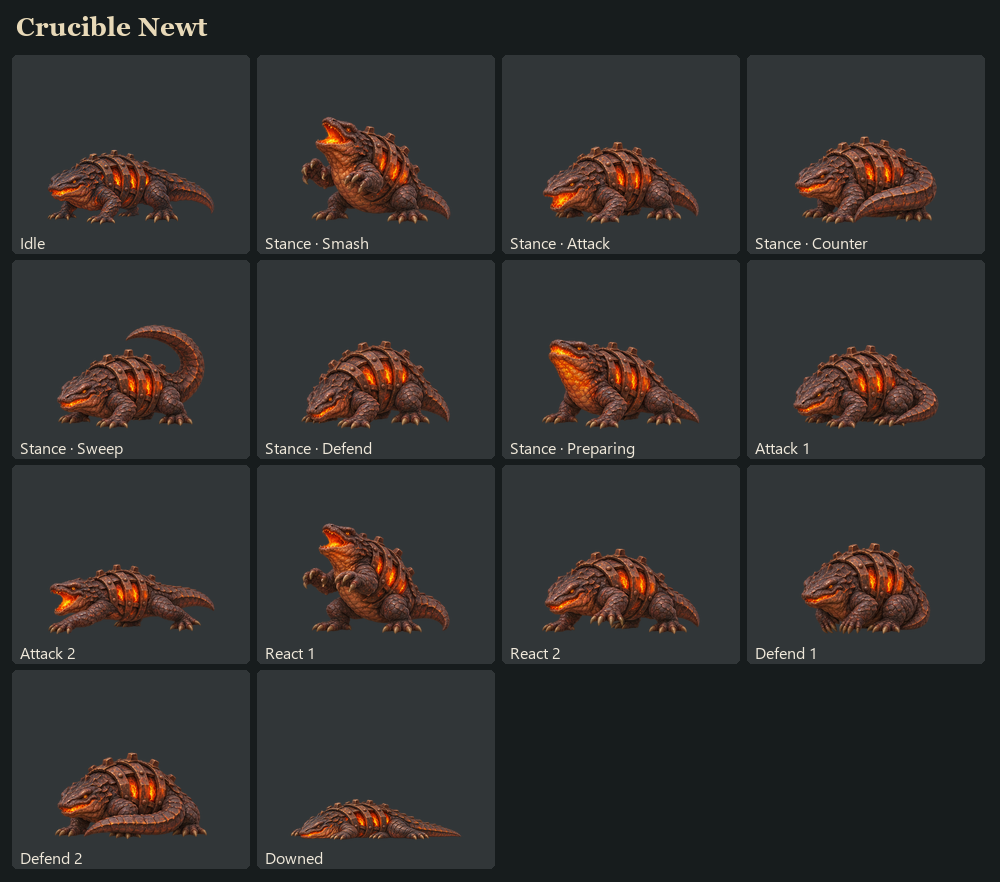 Crucible Newt
Idle
Stance · Smash
Stance · Attack
Stance · Counter
Stance · Sweep
Stance · Defend
Stance · Preparing
Attack 1
Attack 2
React 1
React 2
Defend 1
Defend 2
Downed